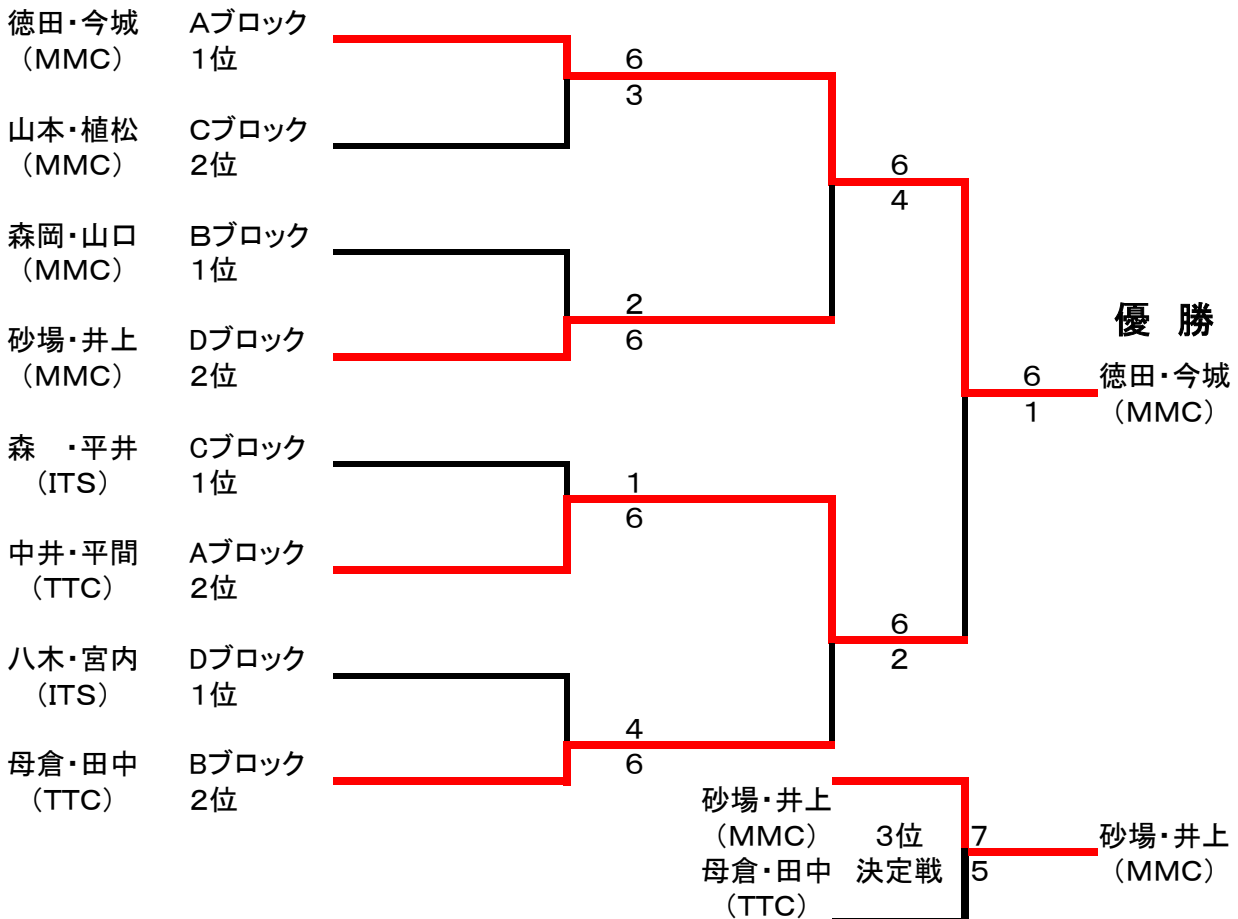 徳田・今城 Aブロック
（MMC） 1位
6
3
山本・植松 Cブロック
（MMC） 2位
6
4
森岡・山口 Bブロック
（MMC） 1位
2
6
砂場・井上 Dブロック
（MMC） 2位
優 勝
6 徳田・今城
1 （MMC）
森 ・平井 Cブロック
（ITS） 1位
1
6
中井・平間 Aブロック
（TTC） 2位
6
2
八木・宮内 Dブロック
（ITS） 1位
4
6
母倉・田中 Bブロック
（TTC） 2位
砂場・井上
（MMC） 3位 7 砂場・井上
母倉・田中 決定戦 5 （MMC）
（TTC）